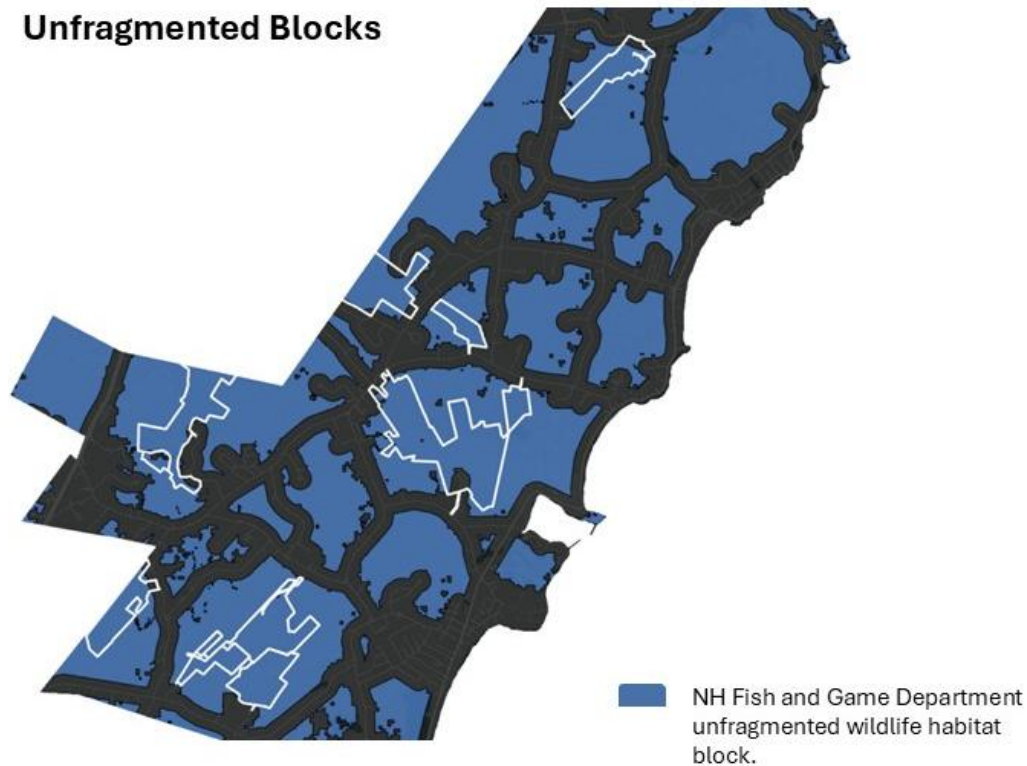 Unfragmented Blocks
NH Fish and Game Department
unfragmented wildlife habitat
block.